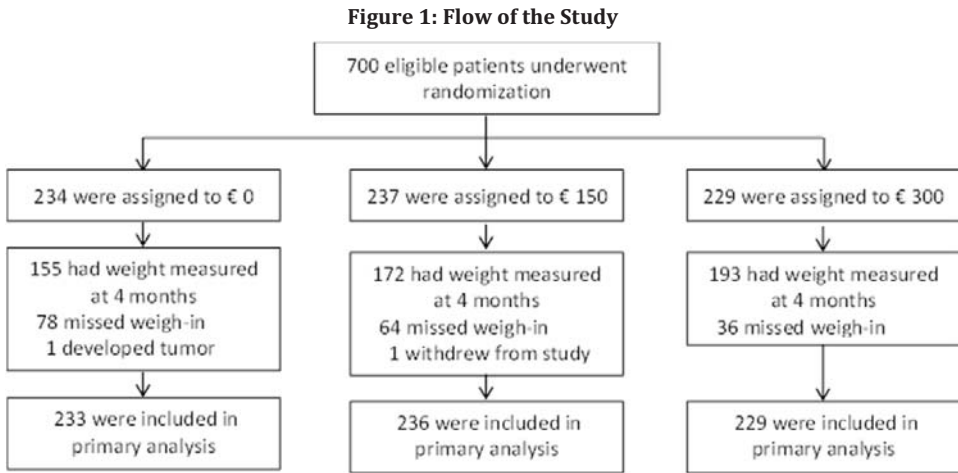 Figure 1: Flow of the Study
700 eligible patients underwent
randomization
234 were assigned to € 0
237 were assigned to € 150
229 were assigned to € 300
155 had weight measured
at 4 months
78 missed weigh-in
1 developed tumor
172 had weight measured
at 4 months
64 missed weigh-in
1 withdrew from study
193 had weight measured
at 4 months
36 missed weigh-in
233 were included in
primary analysis
236 were included in
primary analysis
229 were included in
primary analysis